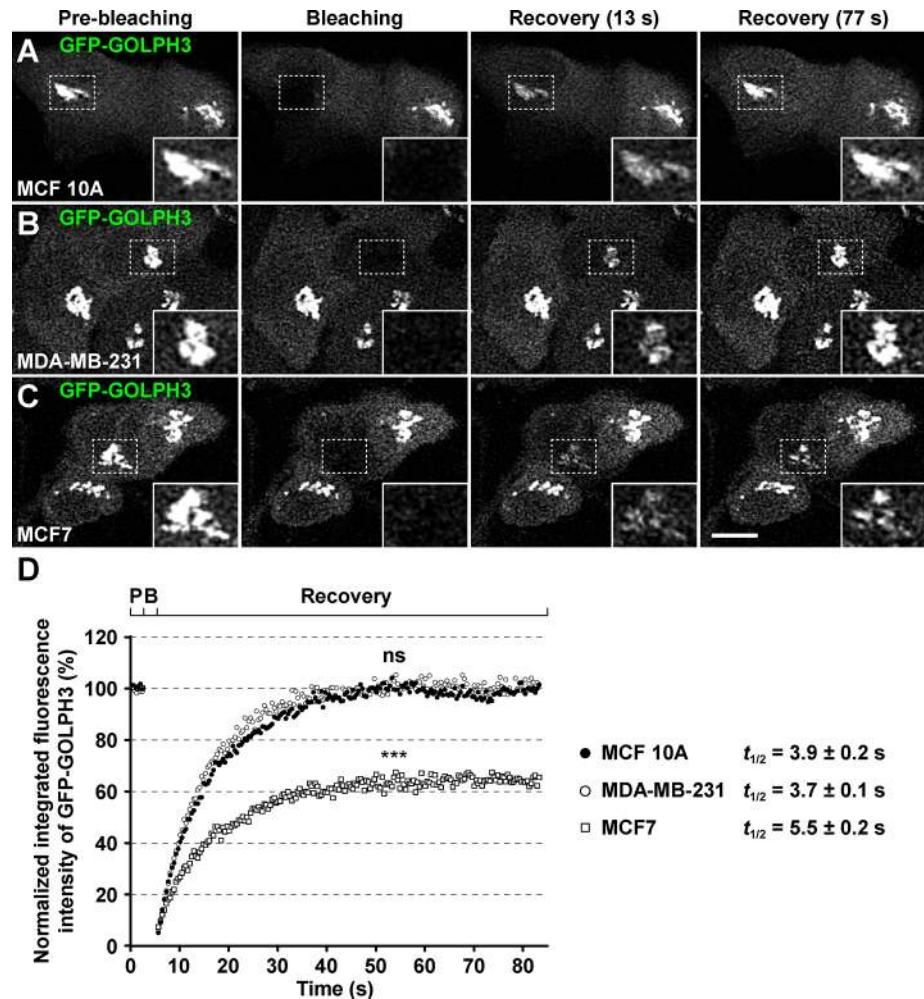 Pre-bleaching Bleaching Recovery (13 s) Recovery (77 s)
A GFP-GOLPH3
MCF 10A
B GFP-GOLPH3
MDA-MB-231
C GFP-GOLPH3
MCF7
D
P B Recovery
Normalized integrated fluorescence
intensity of GFP-GOLPH3 (%)
120
100
80
60
40
20
0
ns
***
0 10 20 30 40 50 60 70 80
Time (s)
MCF 10A t1/2 = 3.9 ± 0.2 s
MDA-MB-231 t1/2 = 3.7 ± 0.1 s
MCF7 t1/2 = 5.5 ± 0.2 s